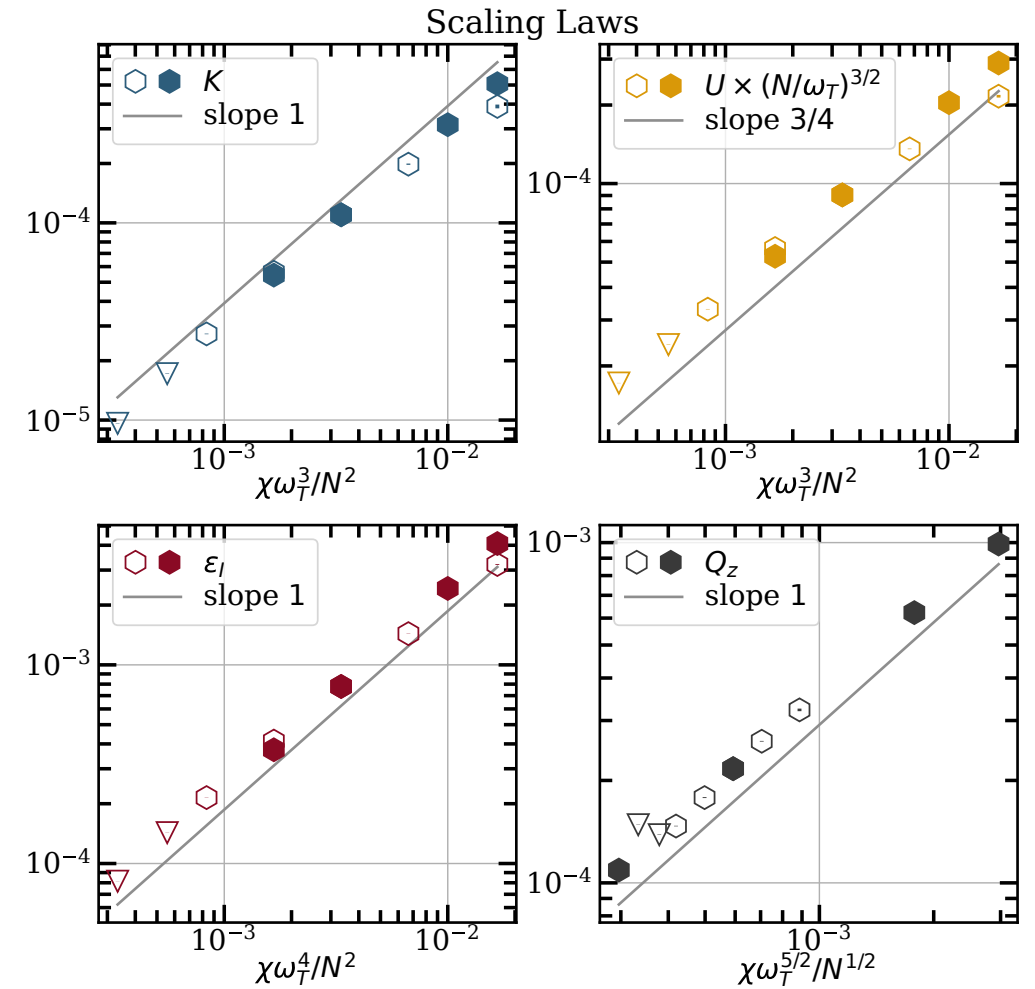 Scaling Laws
K
slope 1
10⁻⁴
10⁻⁵
10⁻³
10⁻²
χω_T^3/N^2
U × (N/ω_T)^{3/2}
slope 3/4
10⁻⁴
10⁻³
10⁻²
χω_T^3/N^2
ε_I
slope 1
10⁻³
10⁻⁴
10⁻³
10⁻²
χω_T^4/N^2
Q_z
slope 1
10⁻³
10⁻⁴
10⁻³
χω_T^{5/2}/N^{1/2}